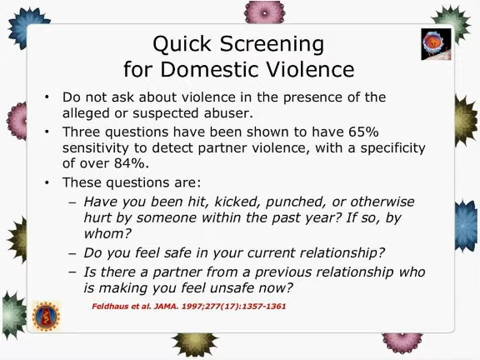 Quick Screening
for Domestic Violence
• Do not ask about violence in the presence of the
alleged or suspected abuser.
• Three questions have been shown to have 65%
sensitivity to detect partner violence, with a specificity
of over 84%.
• These questions are:
– Have you been hit, kicked, punched, or otherwise
hurt by someone within the past year? If so, by
whom?
– Do you feel safe in your current relationship?
– Is there a partner from a previous relationship who
is making you feel unsafe now?
Feldhaus et al. JAMA. 1997;277(17):1357-1361